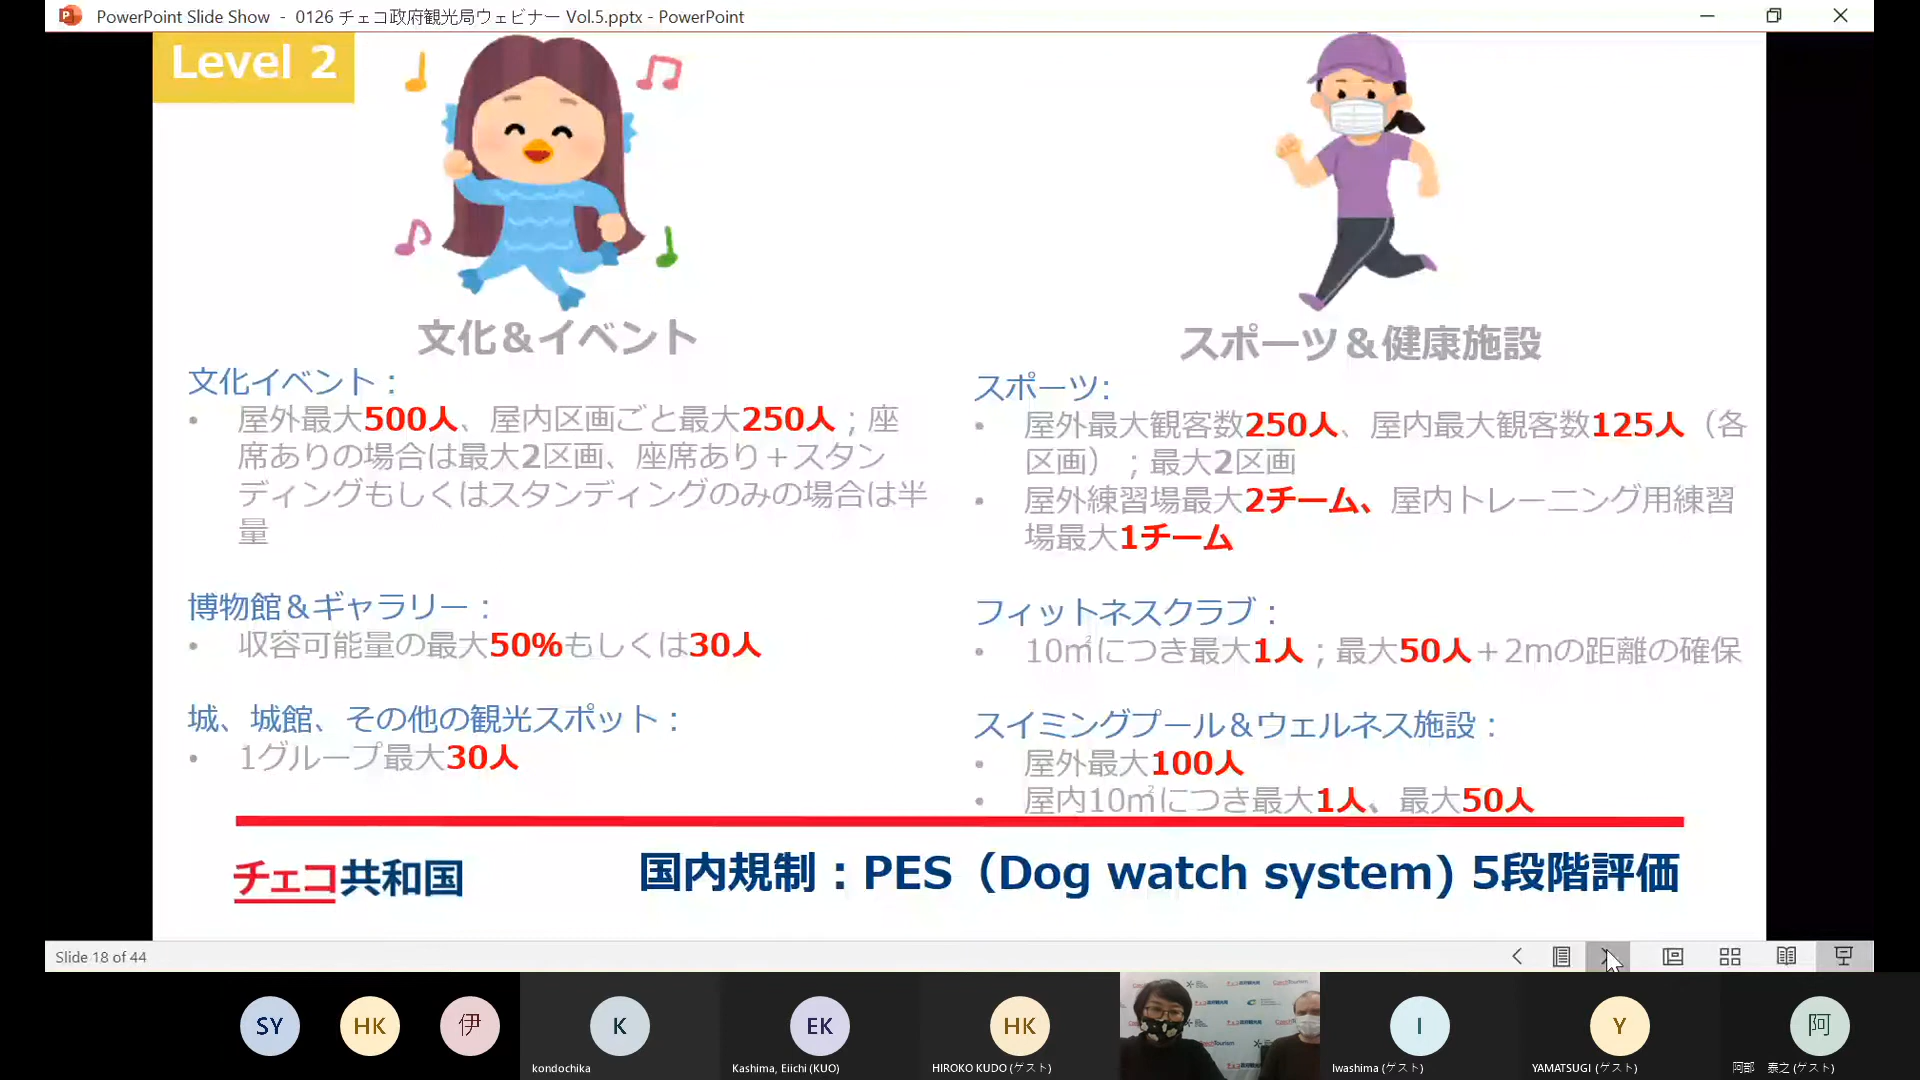 PowerPoint Slide Show - 0126 チェコ政府観光局ウェビナー Vol.5.pptx - PowerPoint
Level 2
文化＆イベント
文化イベント：
• 屋外最大500人、屋内区画ごと最大250人；座
席ありの場合は最大2区画、座席あり＋スタン
ディングもしくはスタンディングのみの場合は半
量
博物館＆ギャラリー：
• 収容可能量の最大50%もしくは30人
城、城館、その他の観光スポット：
• 1グループ最大30人
スポーツ＆健康施設
スポーツ:
• 屋外最大観客数250人、屋内最大観客数125人（各
区画）；最大2区画
• 屋外練習場最大2チーム、屋内トレーニング用練習
場最大1チーム
フィットネスクラブ：
• 10㎡につき最大1人；最大50人＋2mの距離の確保
スイミングプール＆ウェルネス施設：
• 屋外最大100人
• 屋内10㎡につき最大1人、最大50人
チェコ共和国
国内規制：PES（Dog watch system) 5段階評価
Slide 18 of 44
SY
HK
伊
K
kondochika
EK
Kashima, Eiichi (KUO)
HK
HIROKO KUDO (ゲスト)
I
Iwashima (ゲスト)
Y
YAMATSUGI (ゲスト)
阿
阿部 泰之 (ゲスト)